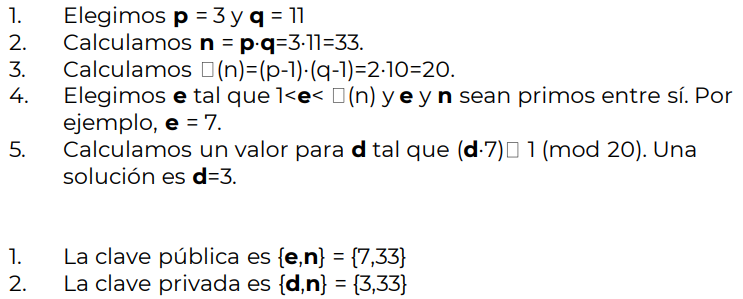 1. Elegimos p = 3 y q = 11
2. Calculamos n = p·q=3·11=33.
3. Calculamos □(n)=(p-1)·(q-1)=2·10=20.
4. Elegimos e tal que 1<e< □(n) y e y n sean primos entre sí. Por
ejemplo, e = 7.
5. Calculamos un valor para d tal que (d·7)□ 1 (mod 20). Una
solución es d=3.
1. La clave pública es {e,n} = {7,33}
2. La clave privada es {d,n} = {3,33}